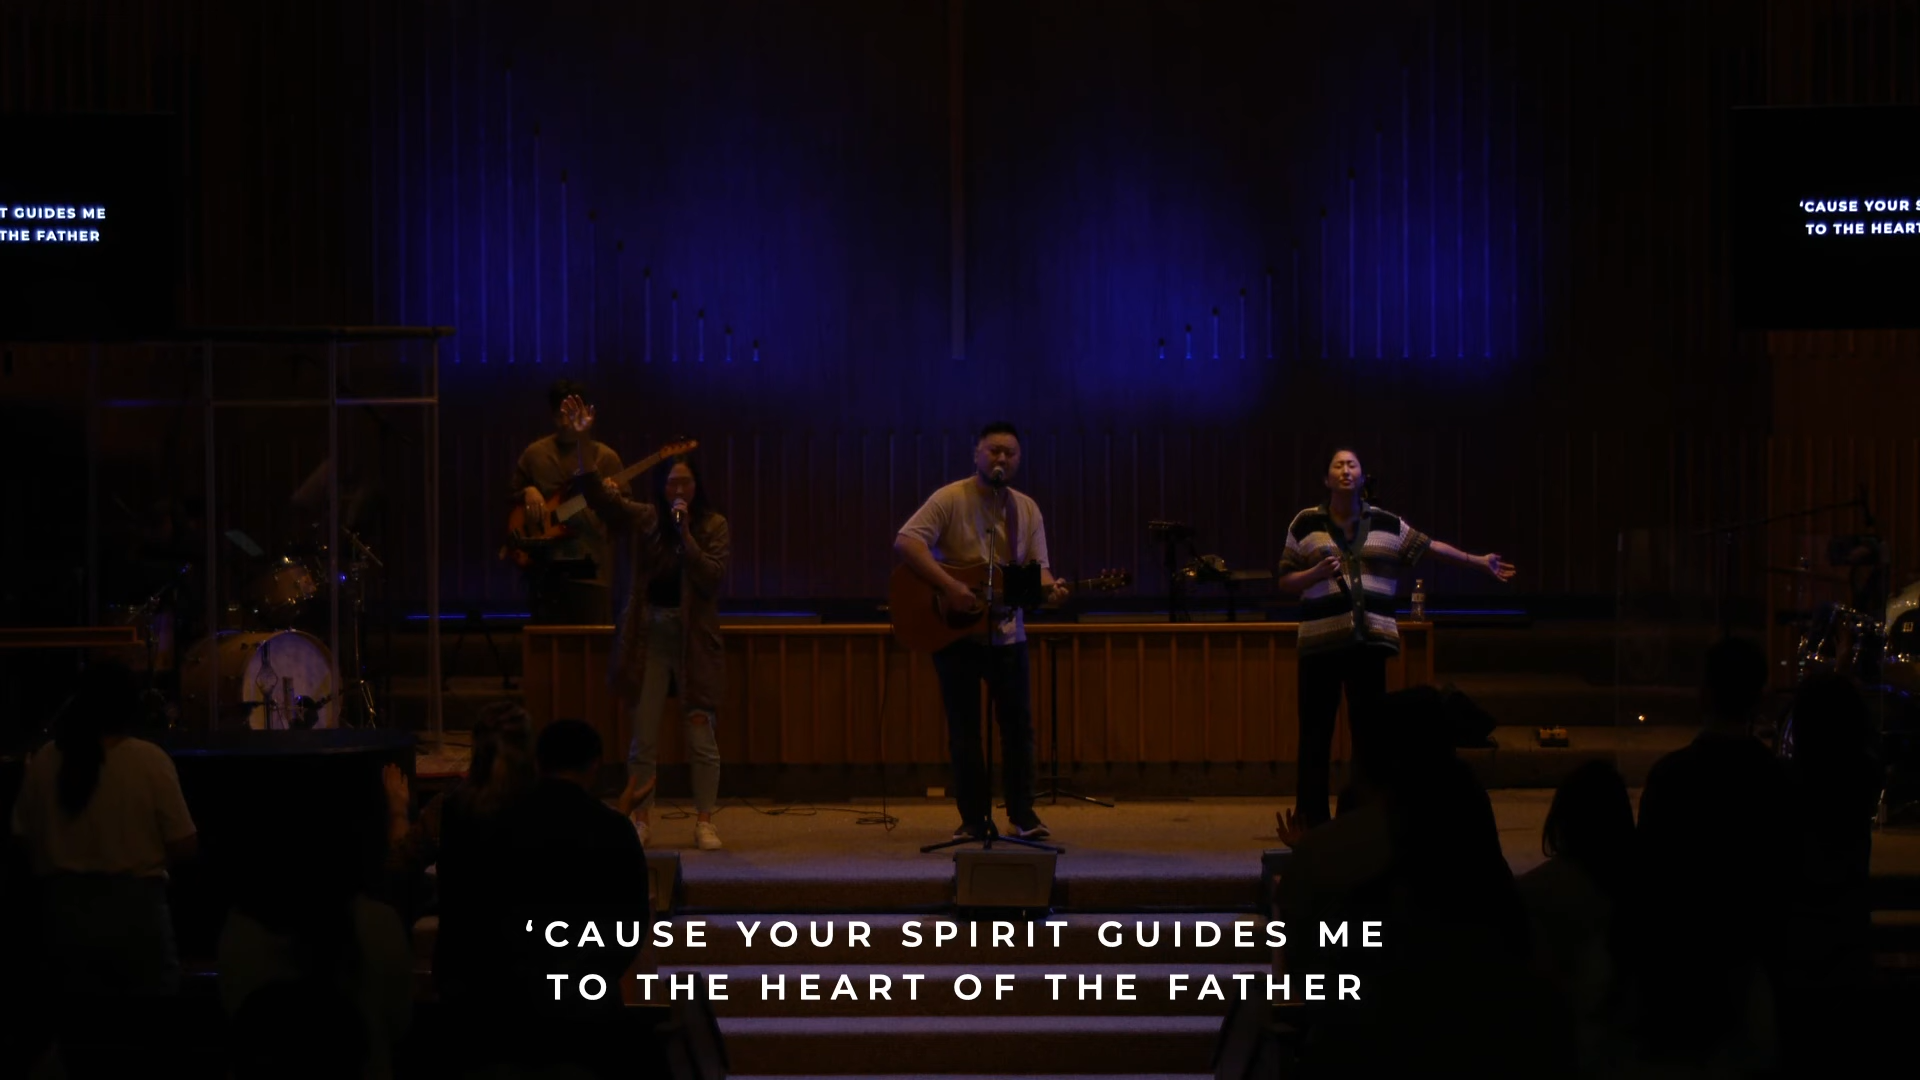 T GUIDES ME
THE FATHER
‘CAUSE YOUR S
TO THE HEART
‘CAUSE YOUR SPIRIT GUIDES ME
TO THE HEART OF THE FATHER